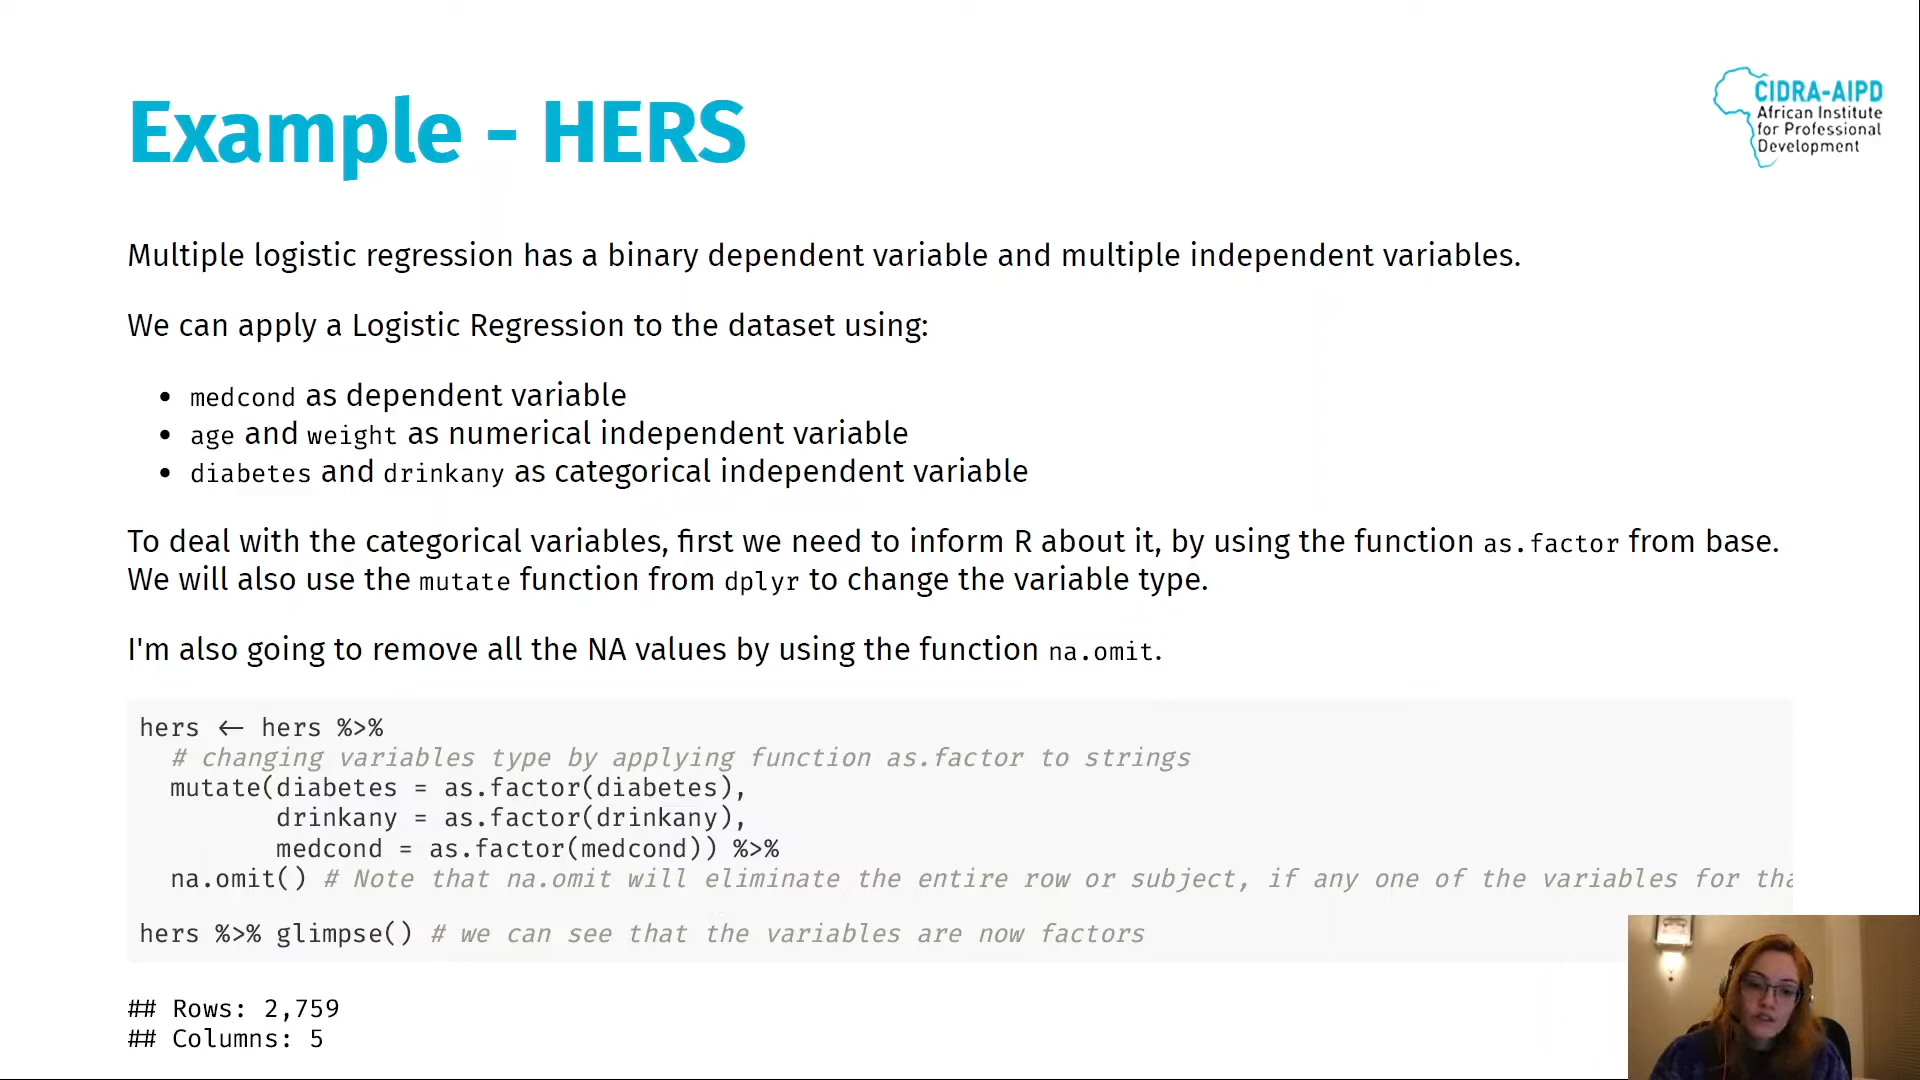 Example - HERS
CIDRA-AIPD
African Institute
for Professional
Development
Multiple logistic regression has a binary dependent variable and multiple independent variables.
We can apply a Logistic Regression to the dataset using:
• medcond as dependent variable
• age and weight as numerical independent variable
• diabetes and drinkany as categorical independent variable
To deal with the categorical variables, first we need to inform R about it, by using the function as.factor from base.
We will also use the mutate function from dplyr to change the variable type.
I'm also going to remove all the NA values by using the function na.omit.
hers <- hers %>%
# changing variables type by applying function as.factor to strings
mutate(diabetes = as.factor(diabetes),
drinkany = as.factor(drinkany),
medcond = as.factor(medcond)) %>%
na.omit() # Note that na.omit will eliminate the entire row or subject, if any one of the variables for
hers %>% glimpse() # we can see that the variables are now factors
## Rows: 2,759
## Columns: 5